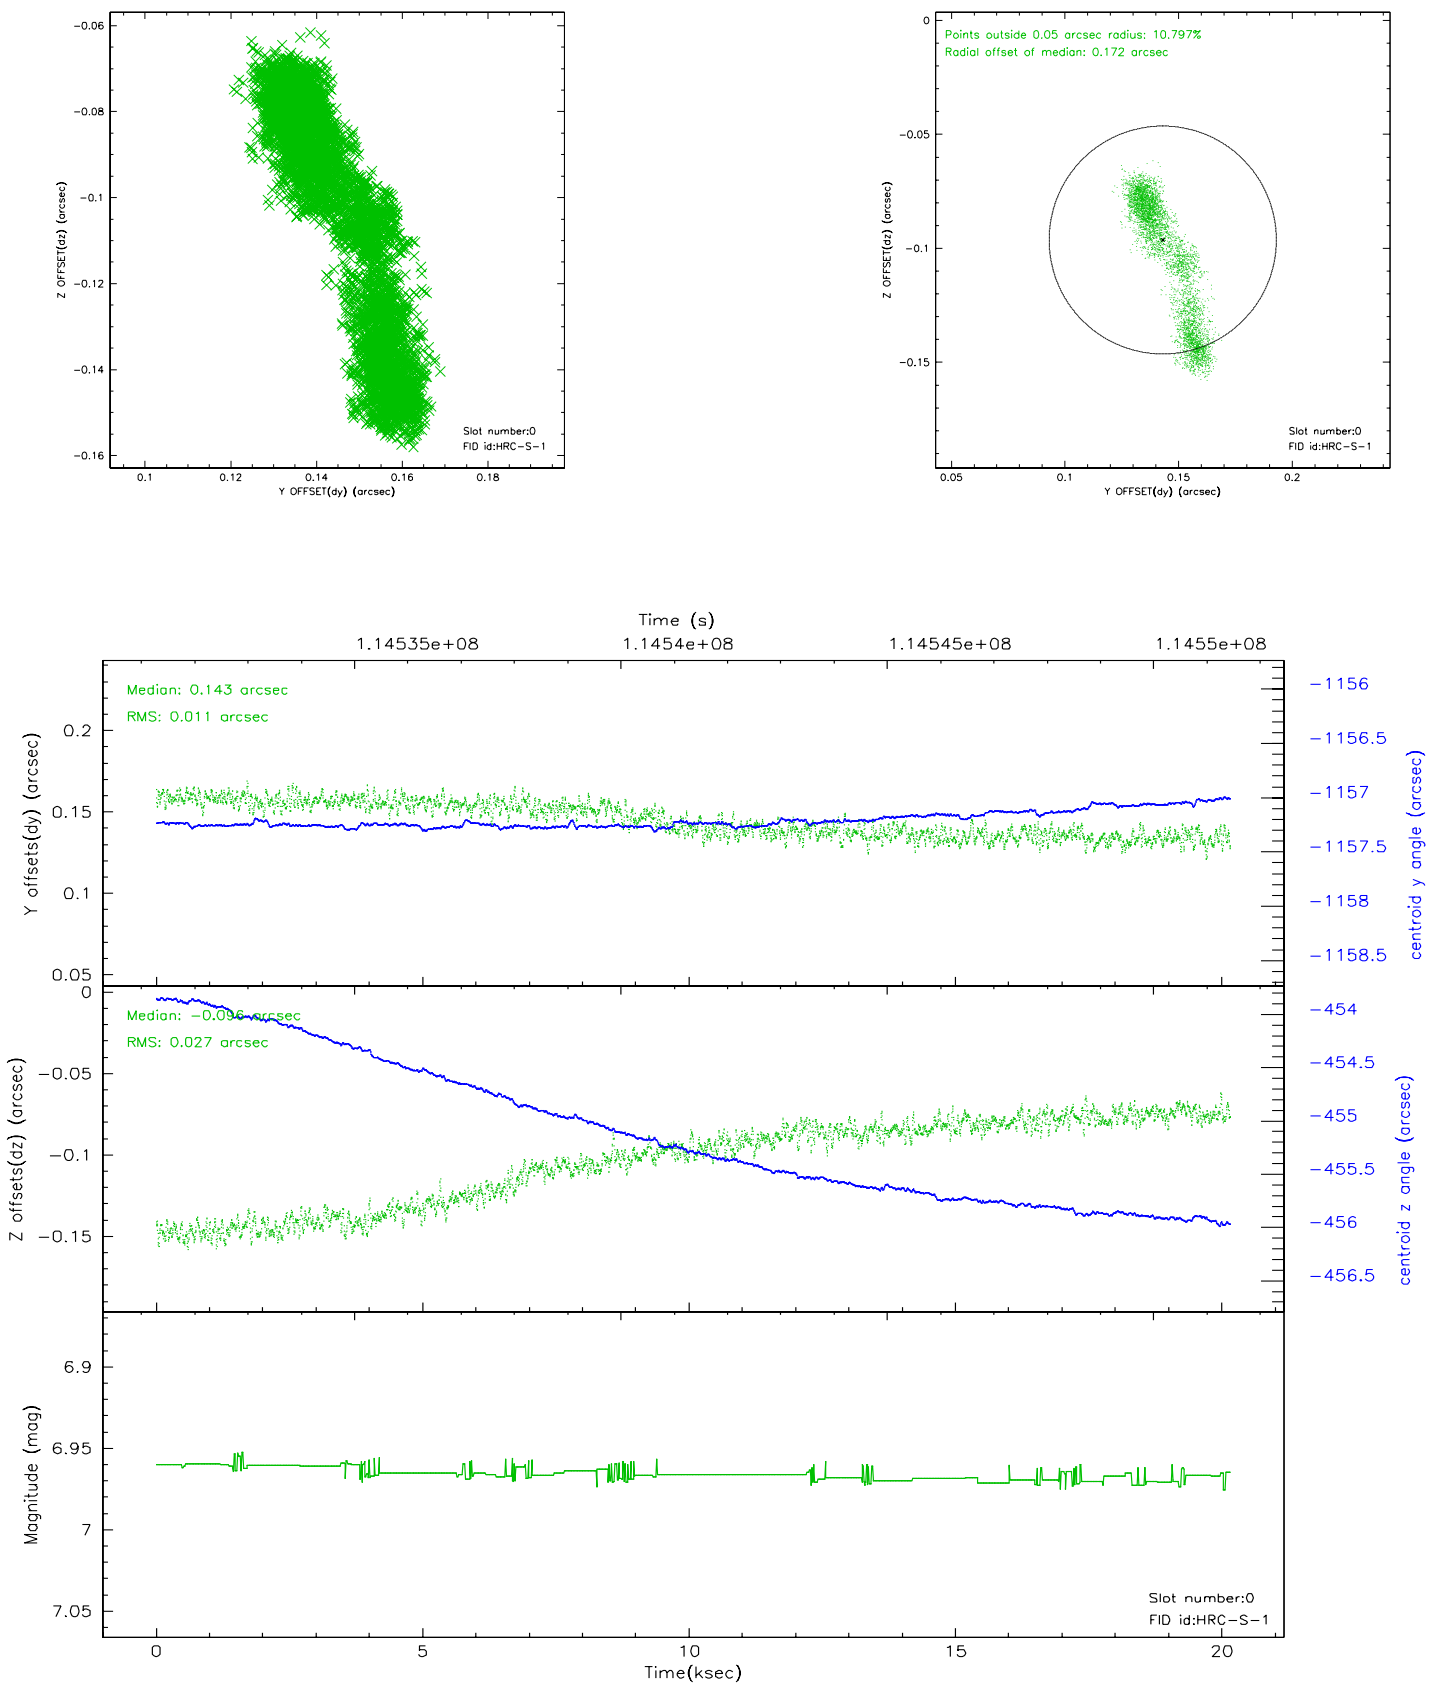 -0.06
-0.08
-0.1
-0.12
-0.14
-0.16
Z OFFSET(dz) (arcsec)
0.1 0.12 0.14 0.16 0.18
Y OFFSET(dy) (arcsec)
Slot number:0
FID id:HRC-S-1
0
-0.05
-0.1
-0.15
Z OFFSET(dz) (arcsec)
Points outside 0.05 arcsec radius: 10.797%
Radial offset of median: 0.172 arcsec
Slot number:0
FID id:HRC-S-1
0.05 0.1 0.15 0.2
Y OFFSET(dy) (arcsec)
Time (s)
1.14535e+08 1.1454e+08 1.14545e+08 1.1455e+08
Median: 0.143 arcsec
RMS: 0.011 arcsec
0.2
0.15
0.1
0.05
Y offsets(dy) (arcsec)
-1156
-1156.5
-1157
-1157.5
-1158
-1158.5
centroid y angle (arcsec)
Median: -0.096 arcsec
RMS: 0.027 arcsec
0
-0.05
-0.1
-0.15
Z offsets(dz) (arcsec)
-454
-454.5
-455
-455.5
-456
-456.5
centroid z angle (arcsec)
6.9
6.95
7
7.05
Magnitude (mag)
Slot number:0
FID id:HRC-S-1
0 5 10 15 20
Time(ksec)